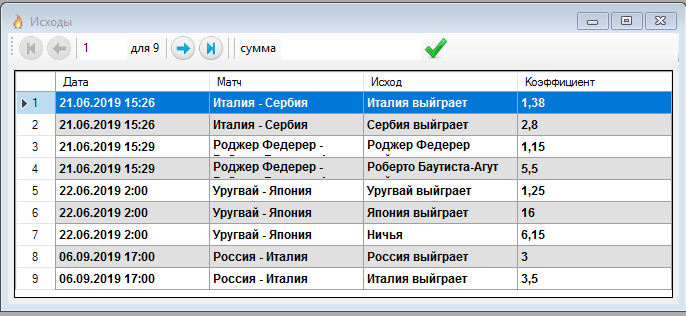 Исходы
1 для 9 сумма
Дата Матч Исход Коэффициент
1 21.06.2019 15:26 Италия - Сербия Италия выйграет 1,38
2 21.06.2019 15:26 Италия - Сербия Сербия выйграет 2,8
3 21.06.2019 15:29 Роджер Федерер - Роджер Федерер 1,15
4 21.06.2019 15:29 Роджер Федерер - Роберто Баутиста-Агут 5,5
5 22.06.2019 2:00 Уругвай - Япония Уругвай выйграет 1,25
6 22.06.2019 2:00 Уругвай - Япония Япония выйграет 16
7 22.06.2019 2:00 Уругвай - Япония Ничья 6,15
8 06.09.2019 17:00 Россия - Италия Россия выйграет 3
9 06.09.2019 17:00 Россия - Италия Италия выйграет 3,5